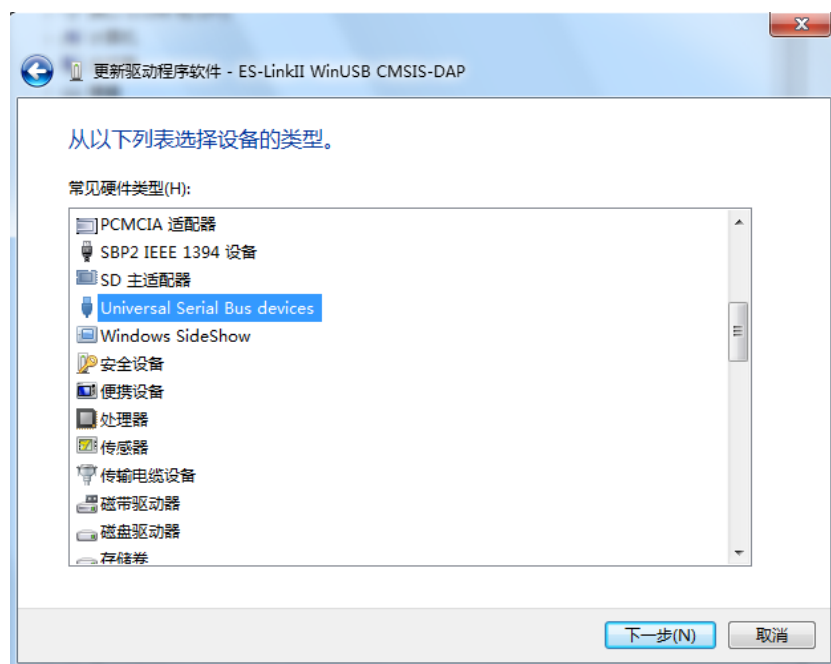 更新驱动程序软件 - ES-LinkII WinUSB CMSIS-DAP
从以下列表选择设备的类型。
常见硬件类型(H):
PCMCIA 适配器
SBP2 IEEE 1394 设备
SD 主适配器
Universal Serial Bus devices
Windows SideShow
安全设备
便携设备
处理器
传感器
传输电缆设备
磁带驱动器
磁盘驱动器
存储卷
下一步(N)
取消